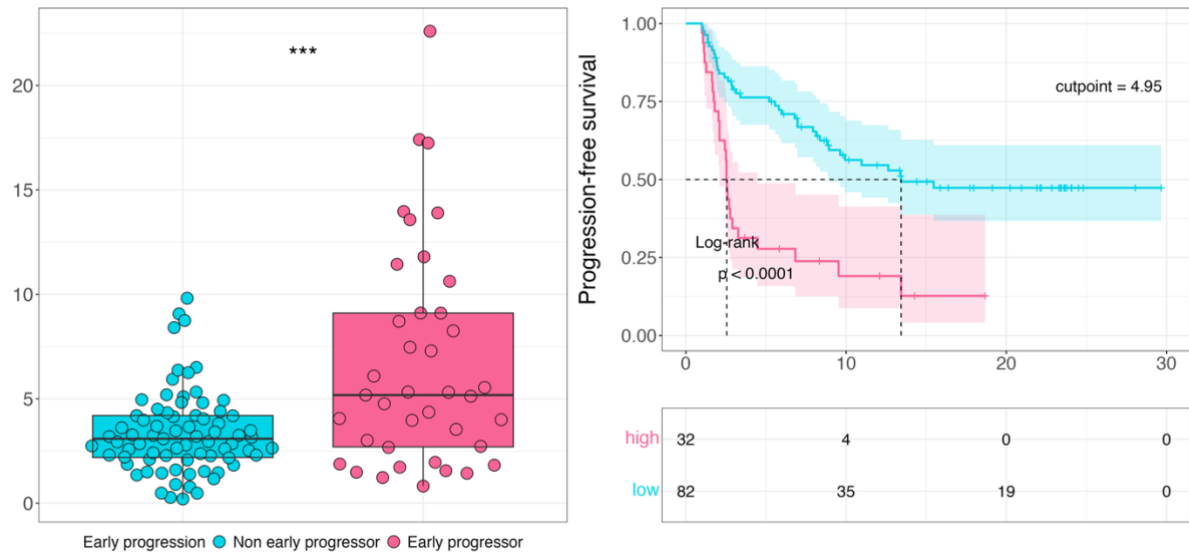 20
15
10
5
0
***
Early progression Non early progressor Early progressor
Progression-free survival
1.00
0.75
0.50
0.25
0.00
cutpoint = 4.95
Log-rank
p < 0.0001
0 10 20 30
high 32 4 0 0
low 82 35 19 0